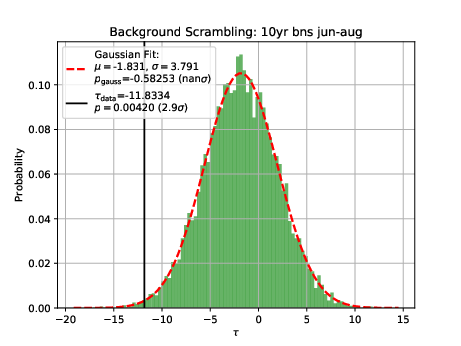 Background Scrambling: 10yr bns jun-aug
Gaussian Fit:
μ = -1.831, σ = 3.791
p_gauss=-0.58253 (nanσ)
τ_data=-11.8334
p = 0.00420 (2.9σ)
Probability
0.10
0.08
0.06
0.04
0.02
0.00
−20 −15 −10 −5 0 5 10 15
τ